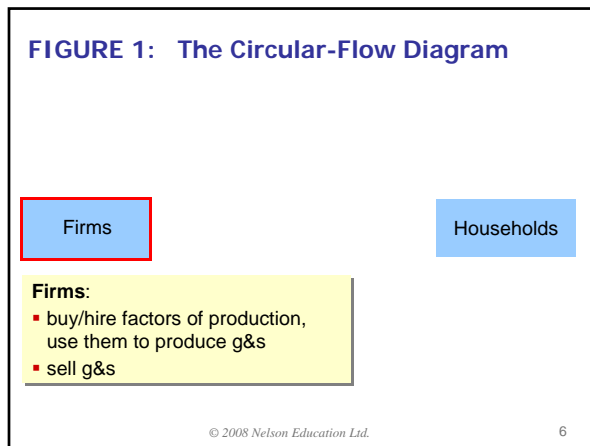 FIGURE 1: The Circular-Flow Diagram
Firms
Households
Firms:
▪ buy/hire factors of production,
use them to produce g&s
▪ sell g&s
© 2008 Nelson Education Ltd.
6